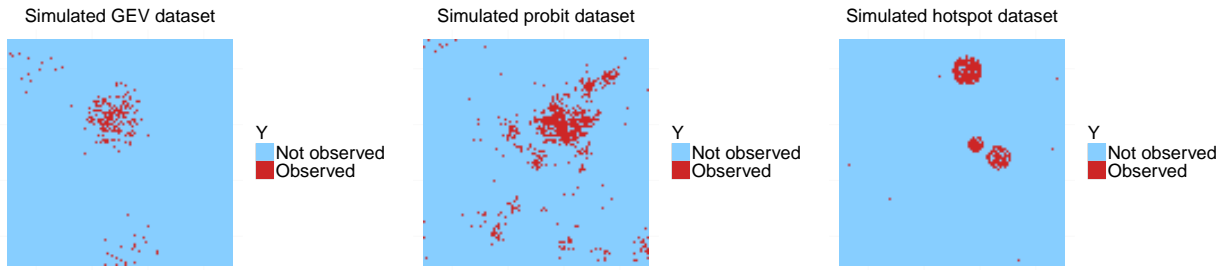 Simulated GEV dataset
Y
Not observed
Observed
Simulated probit dataset
Y
Not observed
Observed
Simulated hotspot dataset
Y
Not observed
Observed